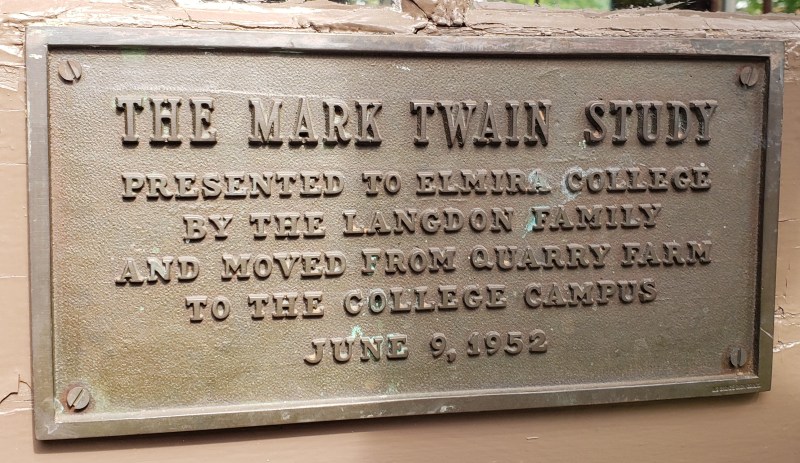 THE MARK TWAIN STUDY
PRESENTED TO ELMIRA COLLEGE
BY THE LANGDON FAMILY
AND MOVED FROM QUARRY FARM
TO THE COLLEGE CAMPUS
JUNE 9, 1952